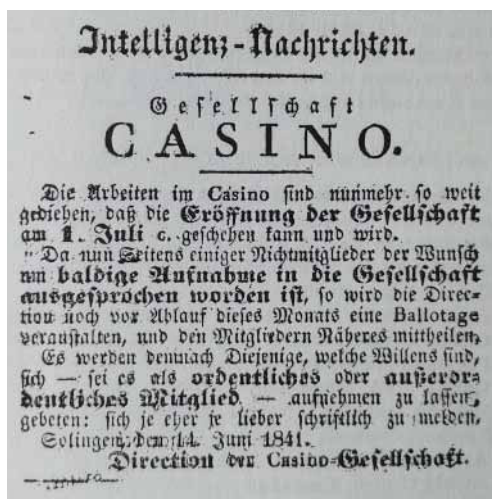 Intelligenz-Nachrichten.
Gesellschaft
CASINO.
Die Arbeiten im Casino sind nunmehr so weit
gediehen, daß die Eröffnung der Gesellschaft
am 1. Juli c. geschehen kann und wird.
Da nun Seitens einiger Nichtmitglieder der Wunsch
um baldige Aufnahme in die Gesellschaft
ausgesprochen worden ist, so wird die Direc-
tion noch vor Ablauf dieses Monats eine Ballotage
veranstalten, und den Mitgliedern Näheres mittheilen.
Es werden demnach Diejenige, welche Willens sind,
sich — sei es als ordentliches oder außeror-
dentliches Mitglied — aufnehmen zu lassen,
gebeten: sich je eher je lieber schriftlich zu melden.
Solingen, den 14. Juni 1841.
Direction der Casino-Gesellschaft.